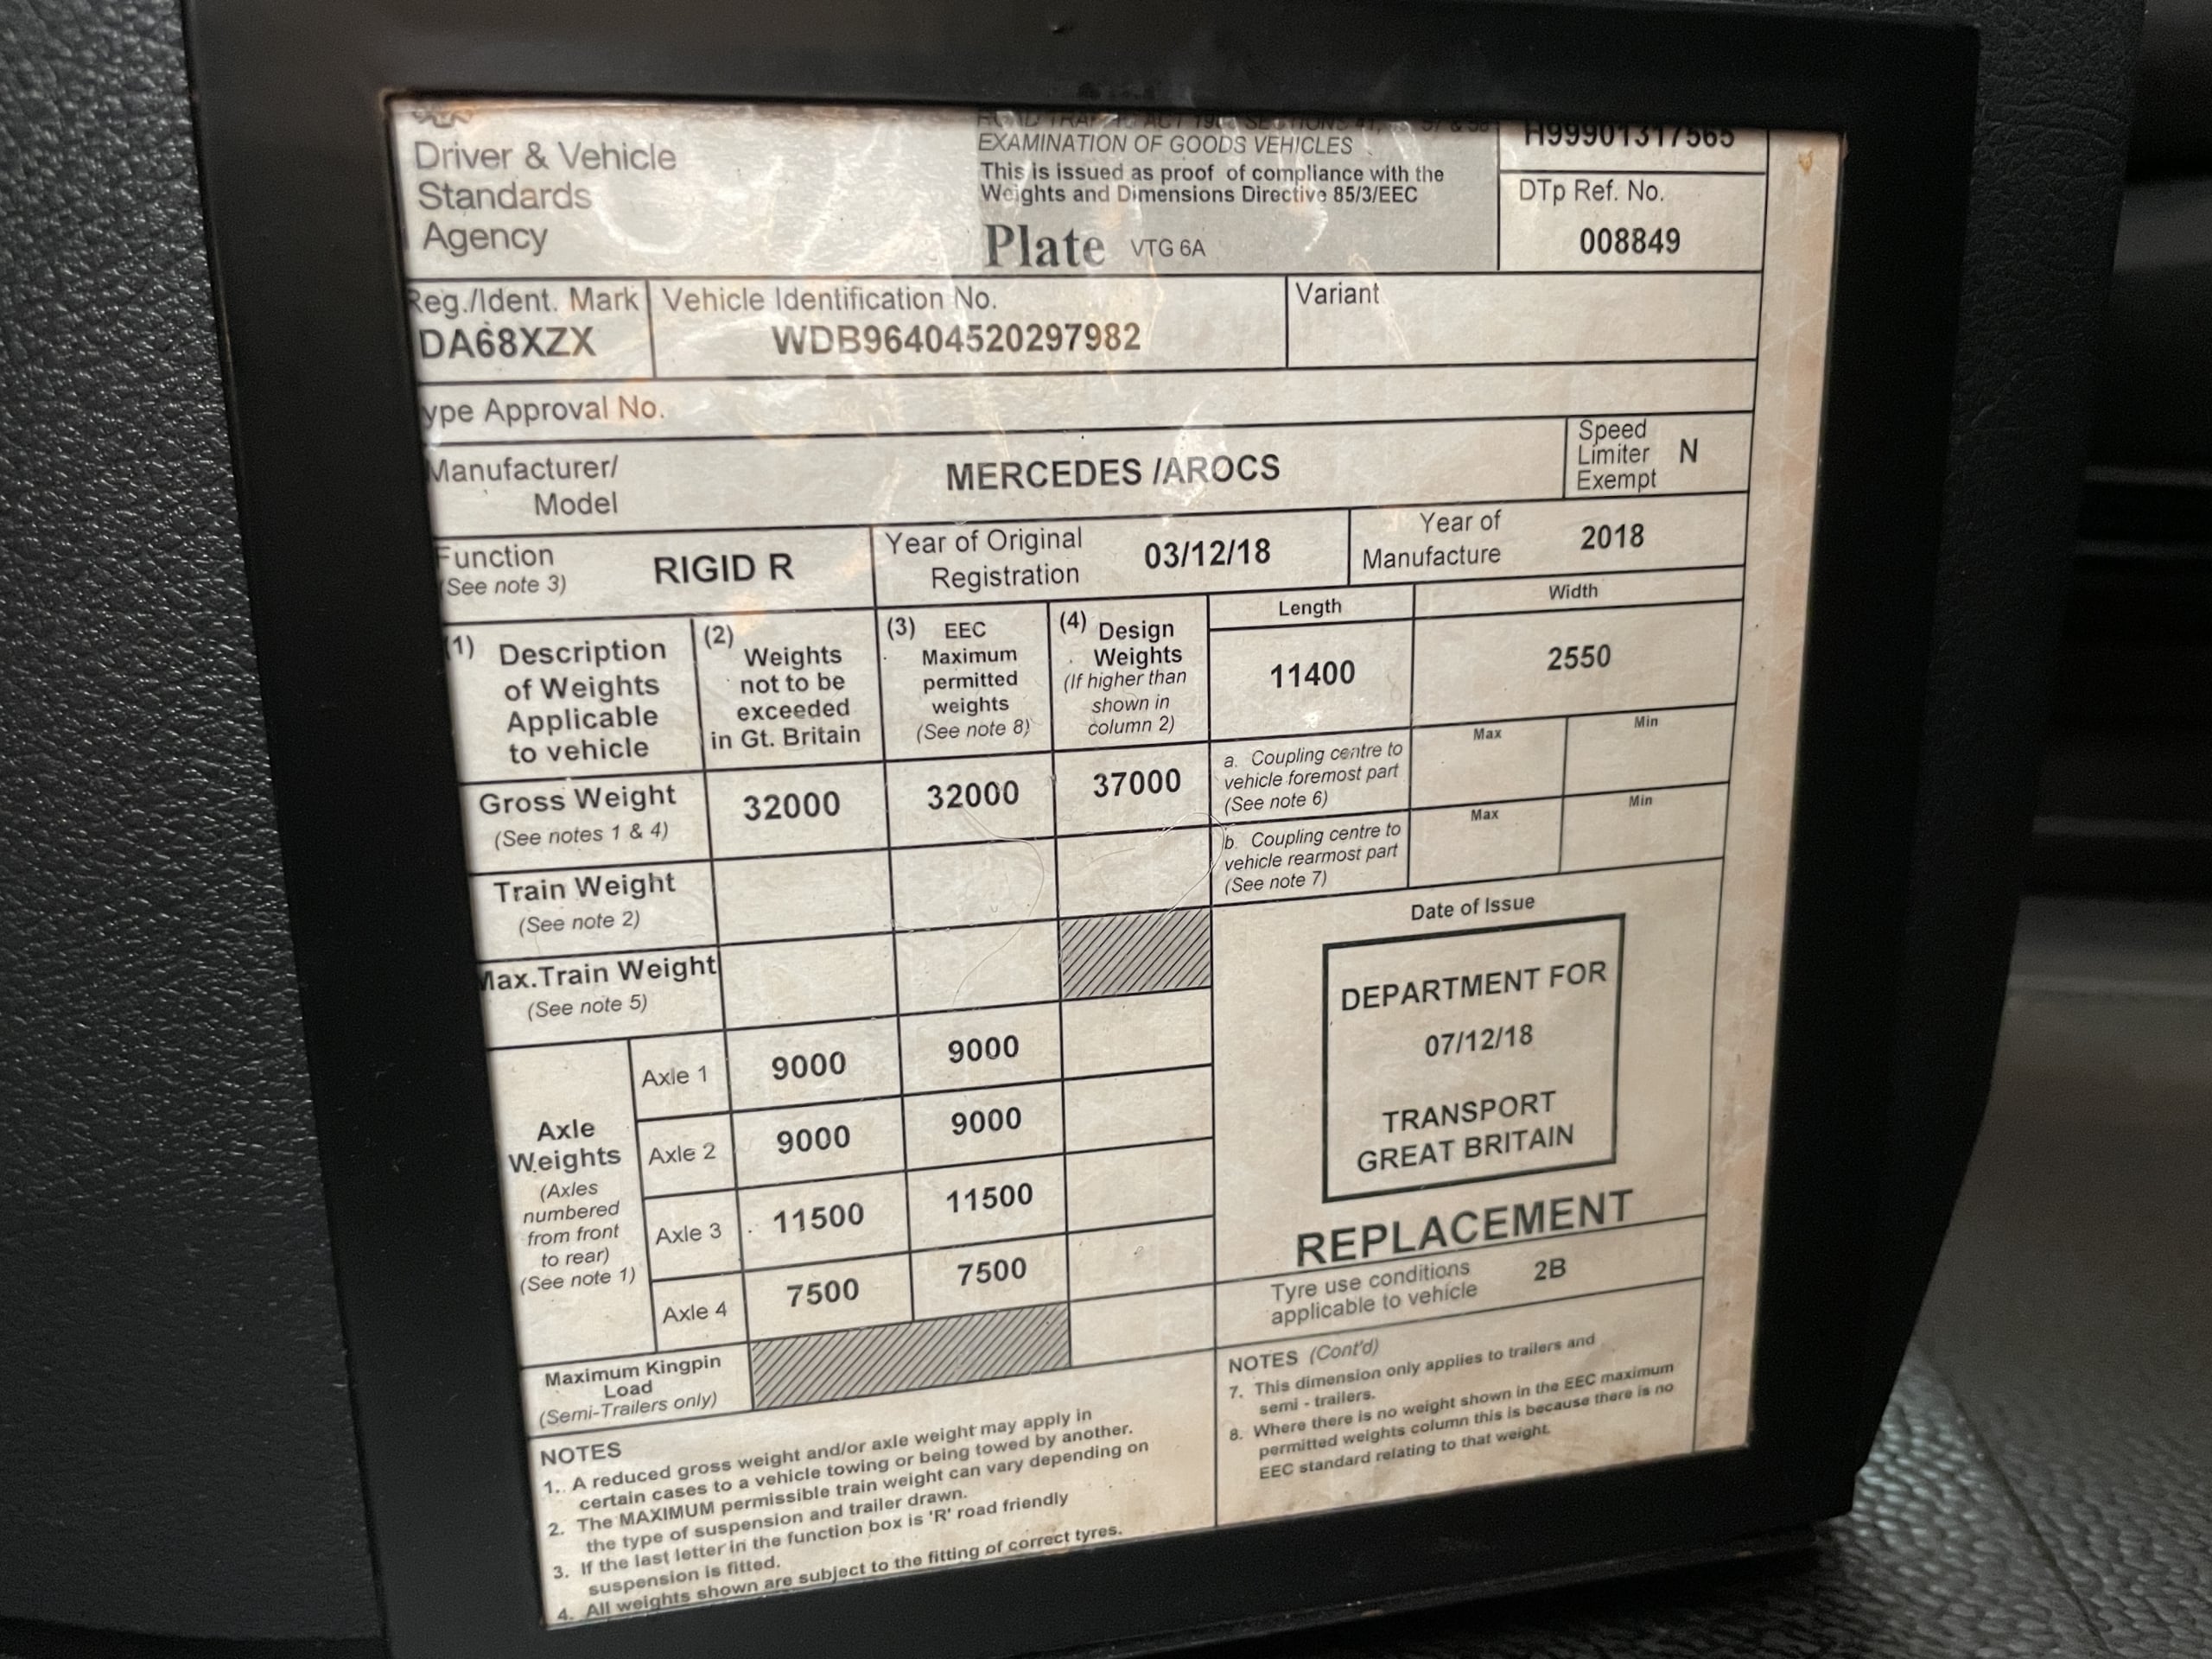 Driver & Vehicle
Standards
Agency
EXAMINATION OF GOODS VEHICLES
This is issued as proof of compliance with the
Weights and Dimensions Directive 85/3/EEC
Plate VTG 6A
H99901317565
DTp Ref. No.
008849
Reg./Ident. Mark
DA68XZX
Vehicle Identification No.
WDB96404520297982
Variant
ype Approval No.
Manufacturer/
Model
MERCEDES /AROCS
Speed
Limiter N
Exempt
Function
(See note 3)
RIGID R
Year of Original
Registration
03/12/18
Year of
Manufacture
2018
(1) Description
of Weights
Applicable
to vehicle
(2) Weights
not to be
exceeded
in Gt. Britain
(3) EEC
Maximum
permitted
weights
(See note 8)
(4) Design
Weights
(If higher than
shown in
column 2)
Length
11400
Width
2550
Gross Weight
(See notes 1 & 4)
32000
32000
37000
a. Coupling centre to
vehicle foremost part
(See note 6)
Max
Min
b. Coupling centre to
vehicle rearmost part
(See note 7)
Max
Min
Train Weight
(See note 2)
Max.Train Weight
(See note 5)
Axle
Weights
(Axles
numbered
from front
to rear)
(See note 1)
Axle 1 9000 9000
Axle 2 9000 9000
Axle 3 11500 11500
Axle 4 7500 7500
Maximum Kingpin
Load
(Semi-Trailers only)
Date of Issue
DEPARTMENT FOR
07/12/18
TRANSPORT
GREAT BRITAIN
REPLACEMENT
Tyre use conditions
applicable to vehicle
2B
NOTES
1. A reduced gross weight and/or axle weight may apply in
certain cases to a vehicle towing or being towed by another.
2. The MAXIMUM permissible train weight can vary depending on
the type of suspension and trailer drawn.
3. If the last letter in the function box is 'R' road friendly
suspension is fitted.
4. All weights shown are subject to the fitting of correct tyres.
NOTES (Cont'd)
7. This dimension only applies to trailers and
semi - trailers.
8. Where there is no weight shown in the EEC maximum
permitted weights column this is because there is no
EEC standard relating to that weight.